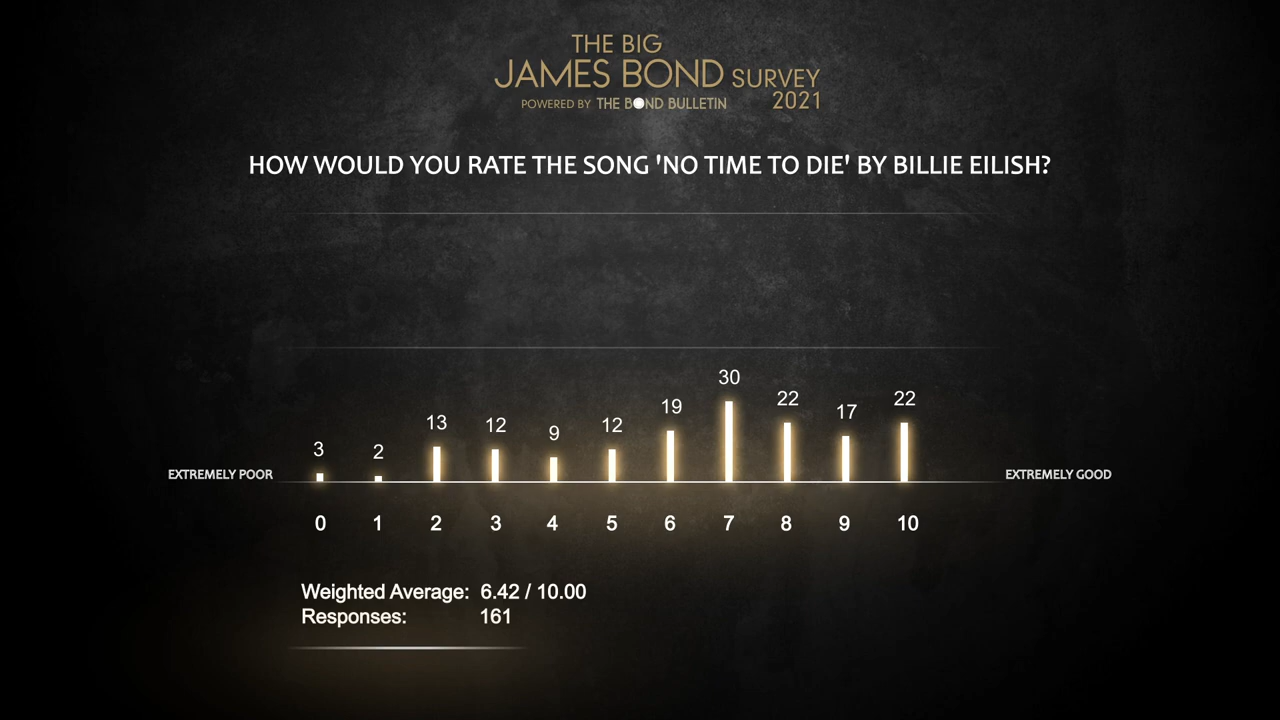 THE BIG
JAMES BOND SURVEY
POWERED BY THE BOND BULLETIN 2021
HOW WOULD YOU RATE THE SONG 'NO TIME TO DIE' BY BILLIE EILISH?
3 2 13 12 9 12 19 30 22 17 22
EXTREMELY POOR EXTREMELY GOOD
0 1 2 3 4 5 6 7 8 9 10
Weighted Average: 6.42 / 10.00
Responses: 161